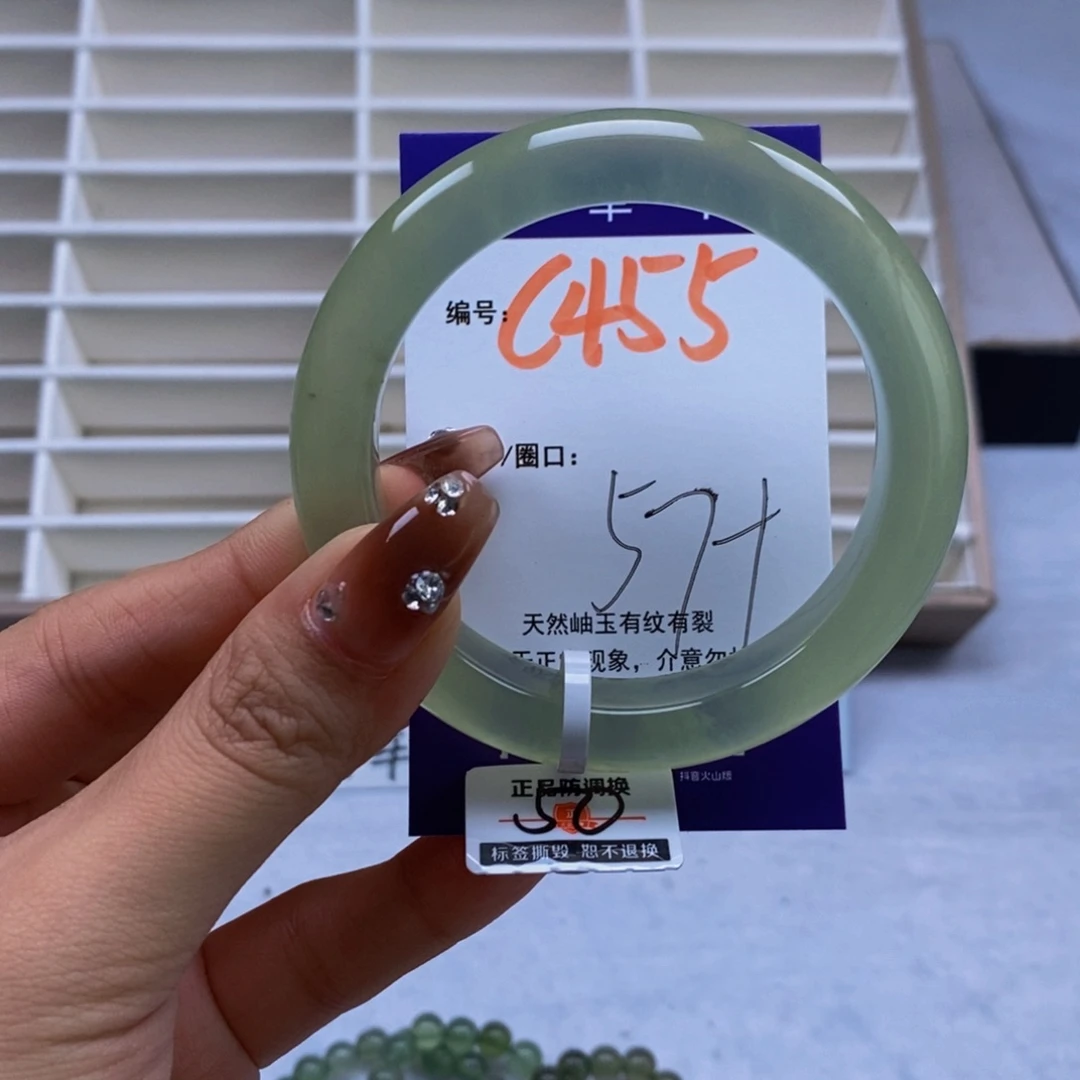 编号: C455
/圈口:
57+
天然岫玉有纹有裂
现象，介意勿
抖音火山版
正品防调换
50
标签撕毁 恕不退换